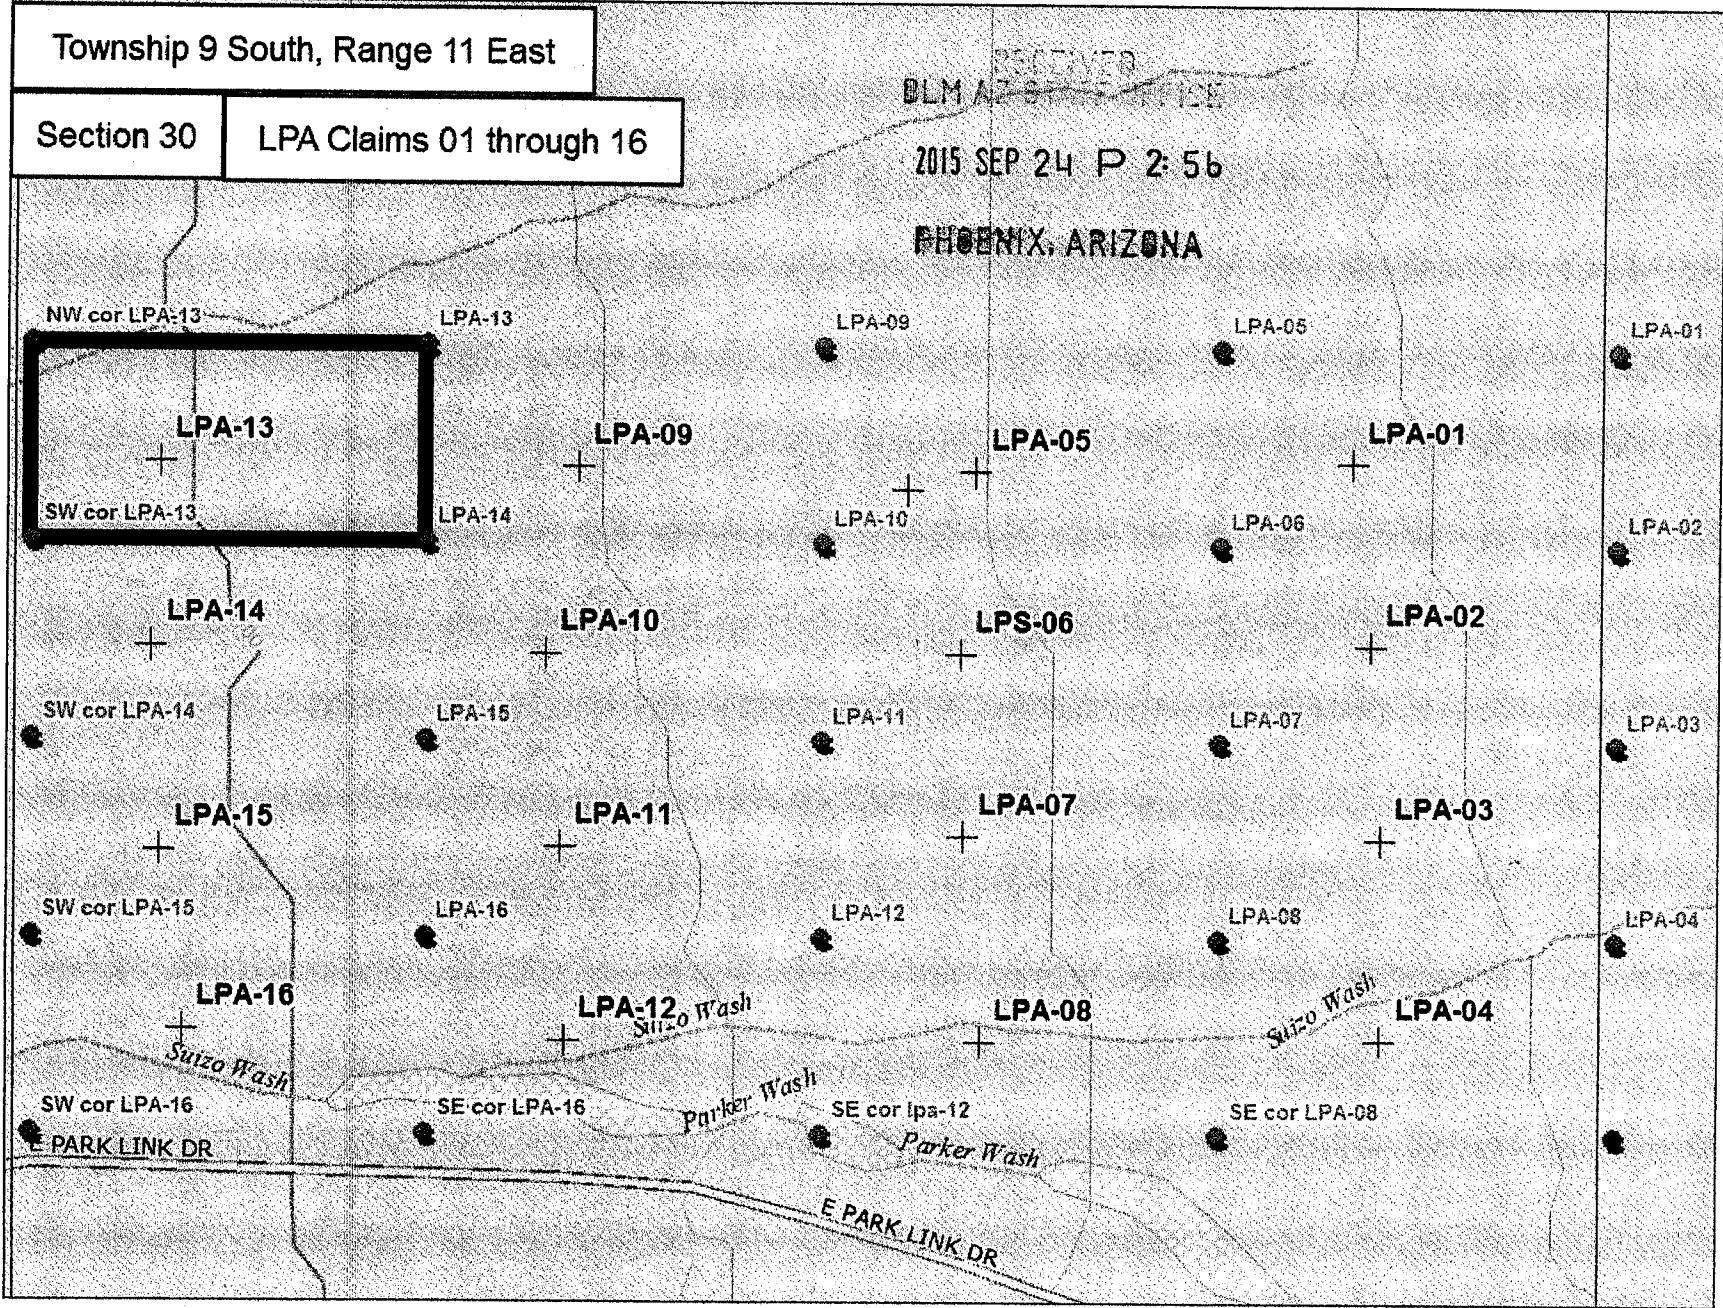 Township 9 South, Range 11 East
Section 30
LPA Claims 01 through 16
RECEIVED
BLM AZ STATE OFFICE
2015 SEP 24 P 2:56
PHOENIX, ARIZONA
NW cor LPA-13
LPA-13
LPA-09
LPA-05
LPA-01
LPA-13
LPA-09
LPA-05
LPA-01
SW cor LPA-13
LPA-14
LPA-10
LPA-06
LPA-02
LPA-14
LPA-10
LPS-06
LPA-02
SW cor LPA-14
LPA-15
LPA-11
LPA-07
LPA-03
LPA-15
LPA-11
LPA-07
LPA-03
SW cor LPA-15
LPA-16
LPA-12
LPA-08
LPA-04
LPA-16
LPA-12
Suizo Wash
LPA-08
Suizo Wash
LPA-04
Suizo Wash
SW cor LPA-16
SE cor LPA-16
Parker Wash
SE cor lpa-12
SE cor LPA-08
E PARK LINK DR
Parker Wash
E PARK LINK DR